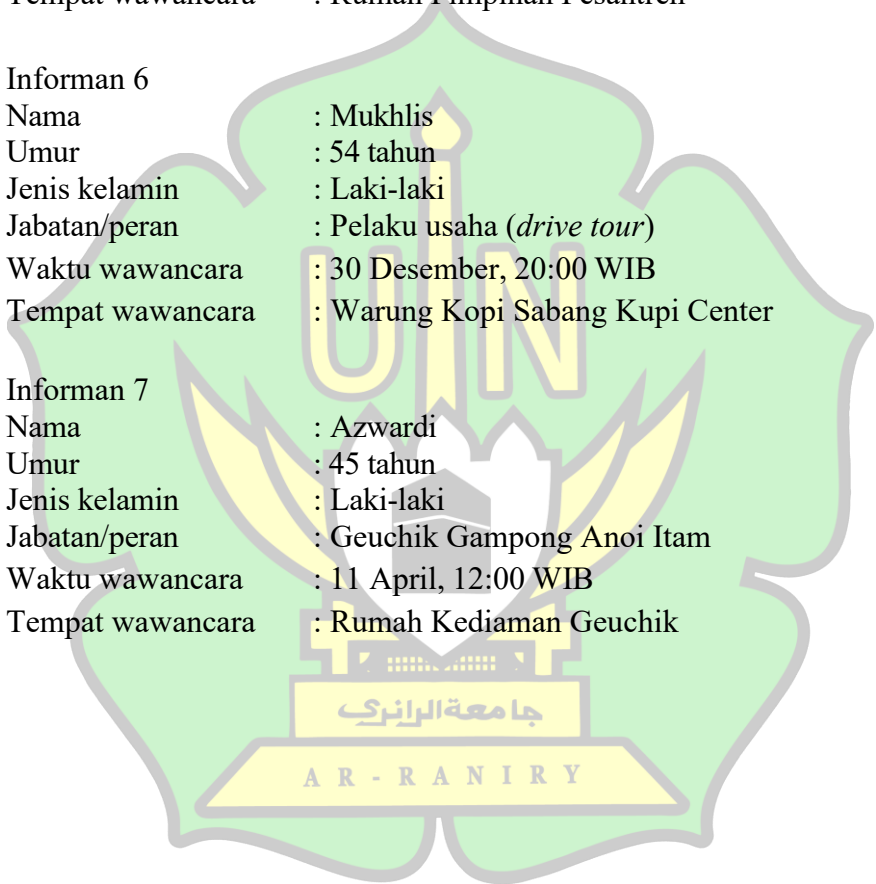 Tempat wawancara : Rumah Pimpinan Pesantren
Informan 6
Nama : Mukhlis
Umur : 54 tahun
Jenis kelamin : Laki-laki
Jabatan/peran : Pelaku usaha (drive tour)
Waktu wawancara : 30 Desember, 20:00 WIB
Tempat wawancara : Warung Kopi Sabang Kupi Center
Informan 7
Nama : Azwardi
Umur : 45 tahun
Jenis kelamin : Laki-laki
Jabatan/peran : Geuchik Gampong Anoi Itam
Waktu wawancara : 11 April, 12:00 WIB
Tempat wawancara : Rumah Kediaman Geuchik
UIN
جامعة الرانري
AR-RANIRY